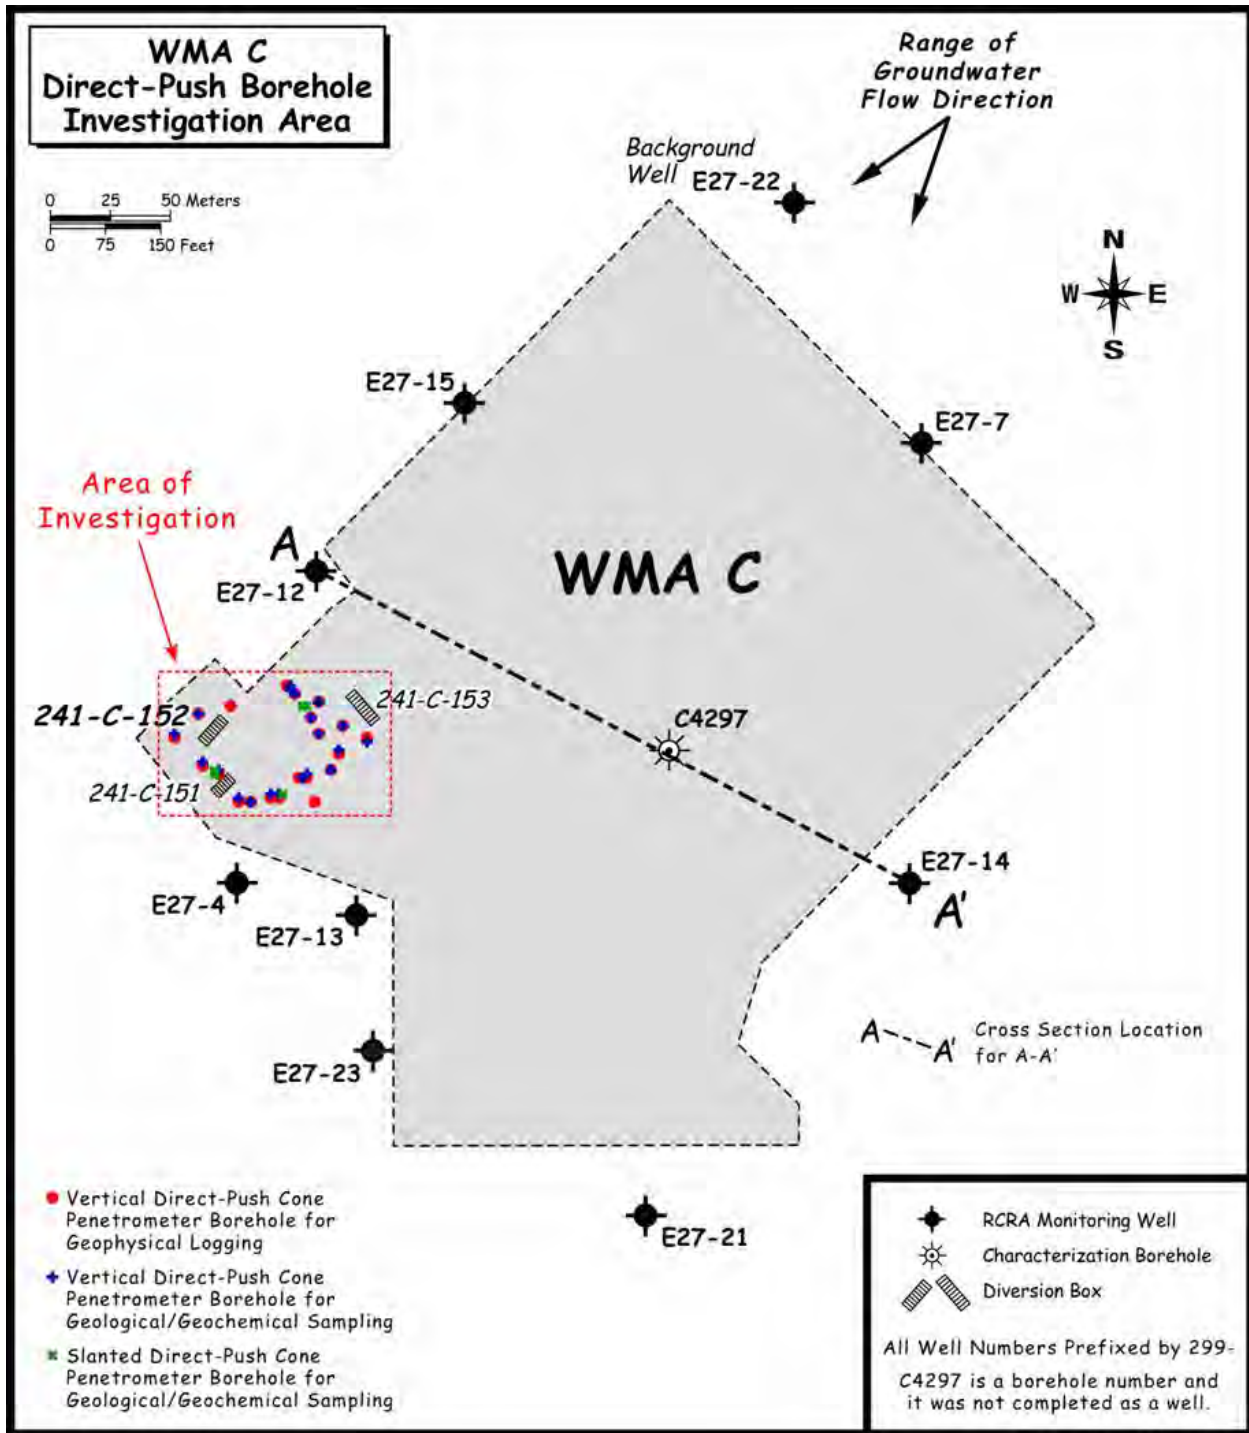 WMA C
Direct-Push Borehole
Investigation Area
Range of
Groundwater
Flow Direction
Background
Well
E27-22
0 25 50 Meters
0 75 150 Feet
N
W E
S
E27-15
E27-7
Area of
Investigation
A
E27-12
WMA C
241-C-153
241-C-152
C4297
241-C-151
E27-14
A'
E27-4
E27-13
A A' Cross Section Location
for A-A'
E27-23
E27-21
Vertical Direct-Push Cone
Penetrometer Borehole for
Geophysical Logging
Vertical Direct-Push Cone
Penetrometer Borehole for
Geological/Geochemical Sampling
Slanted Direct-Push Cone
Penetrometer Borehole for
Geological/Geochemical Sampling
RCRA Monitoring Well
Characterization Borehole
Diversion Box
All Well Numbers Prefixed by 299-
C4297 is a borehole number and
it was not completed as a well.